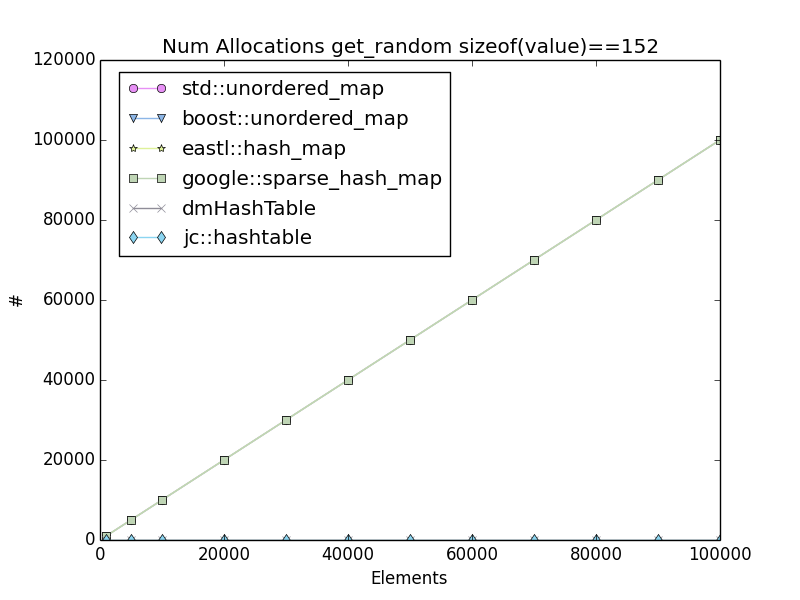 Num Allocations get_random sizeof(value)==152
120000
100000
80000
60000
40000
20000
0
#
std::unordered_map
boost::unordered_map
eastl::hash_map
google::sparse_hash_map
dmHashTable
jc::hashtable
0 20000 40000 60000 80000 100000
Elements